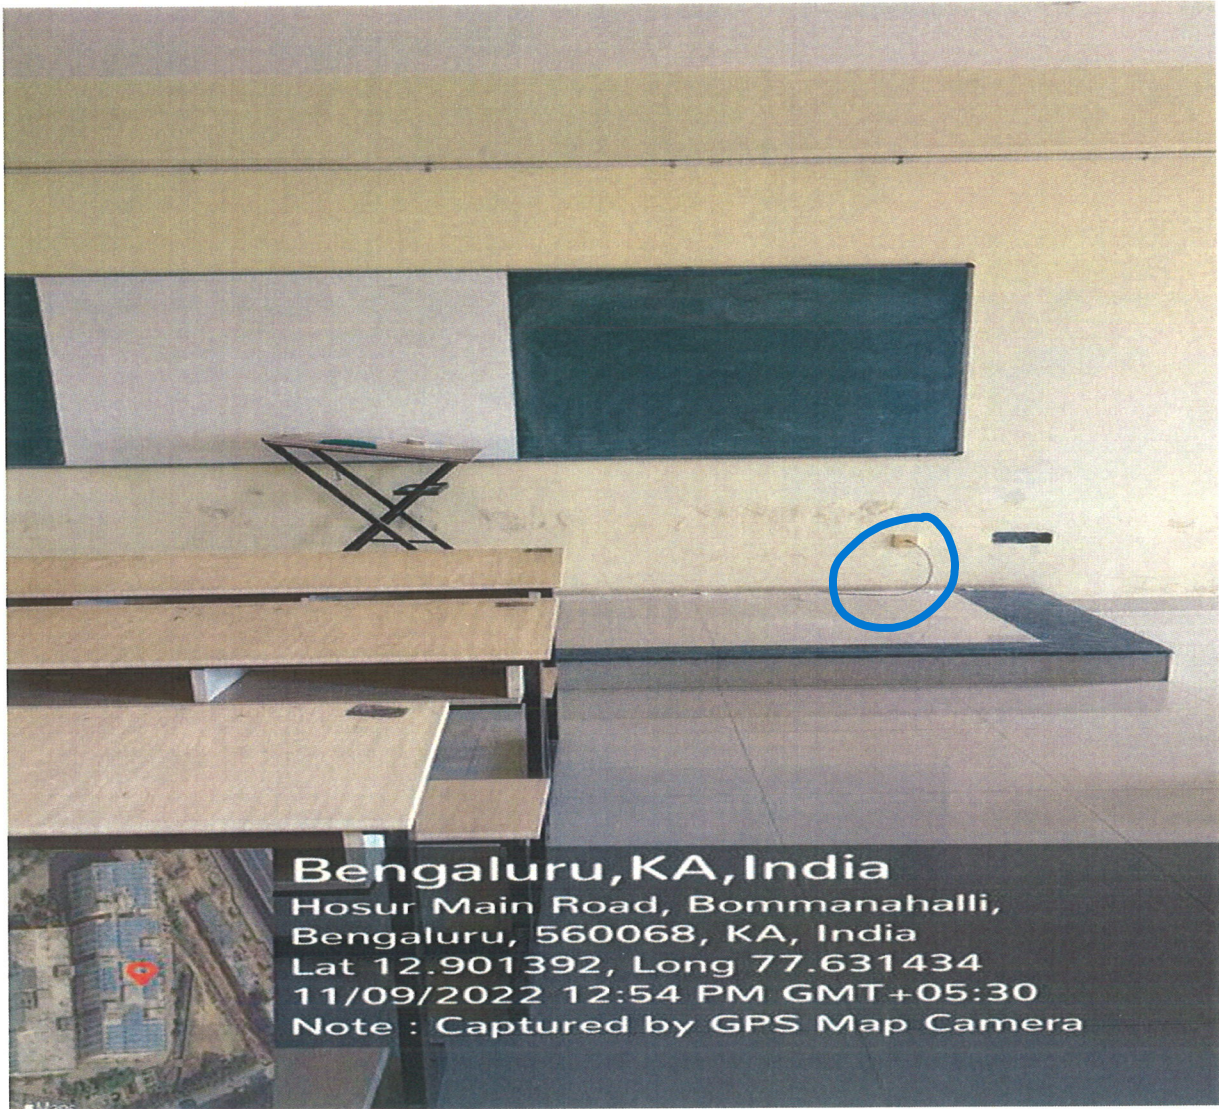 Bengaluru,KA,India
Hosur Main Road, Bommanahalli,
Bengaluru, 560068, KA, India
Lat 12.901392, Long 77.631434
11/09/2022 12:54 PM GMT+05:30
Note : Captured by GPS Map Camera
Maps